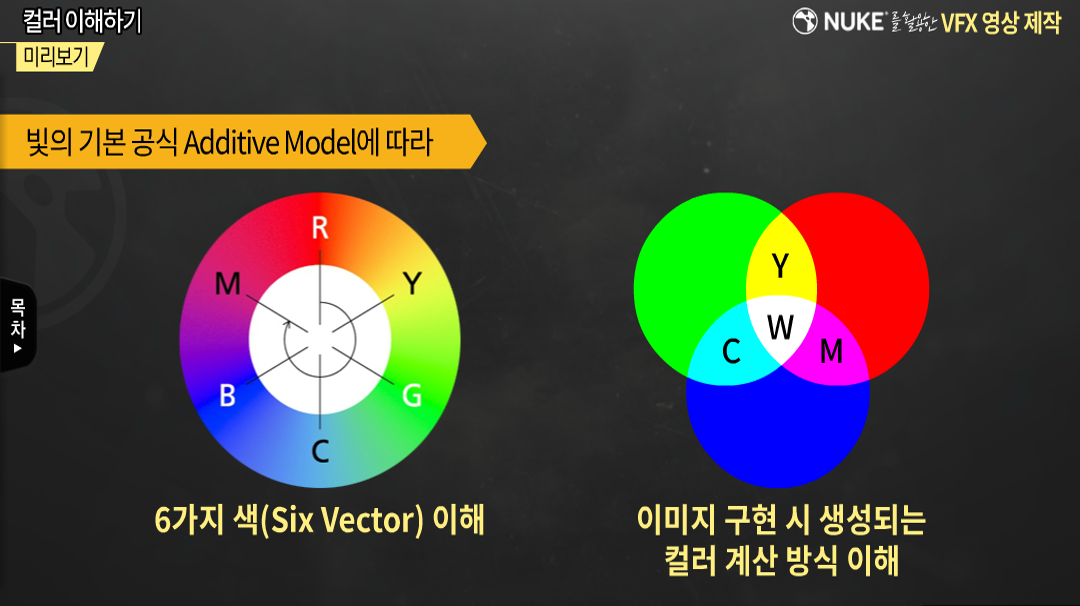 컬러 이해하기
NUKE®를 활용한 VFX 영상 제작
미리보기
빛의 기본 공식 Additive Model에 따라
R
M
Y
B
G
C
Y
W
C
M
목차▶
6가지 색(Six Vector) 이해
이미지 구현 시 생성되는
컬러 계산 방식 이해